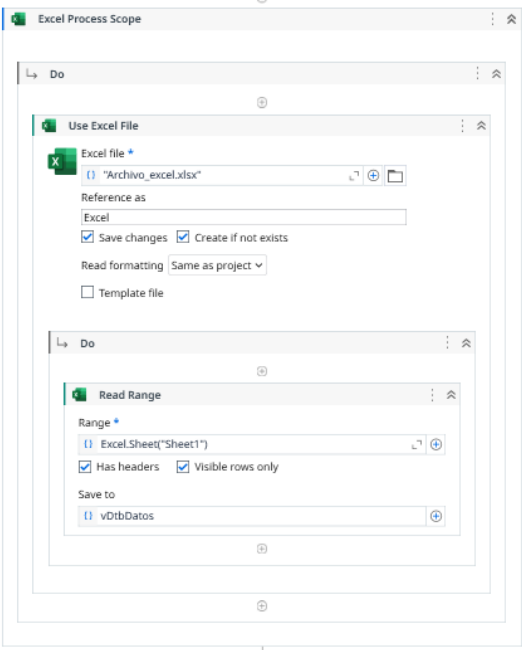 Excel Process Scope
Do
Use Excel File
Excel file *
"Archivo_excel.xlsx"
Reference as
Excel
Save changes Create if not exists
Read formatting Same as project
Template file
Do
Read Range
Range *
Excel.Sheet("Sheet1")
Has headers Visible rows only
Save to
vDtbDatos